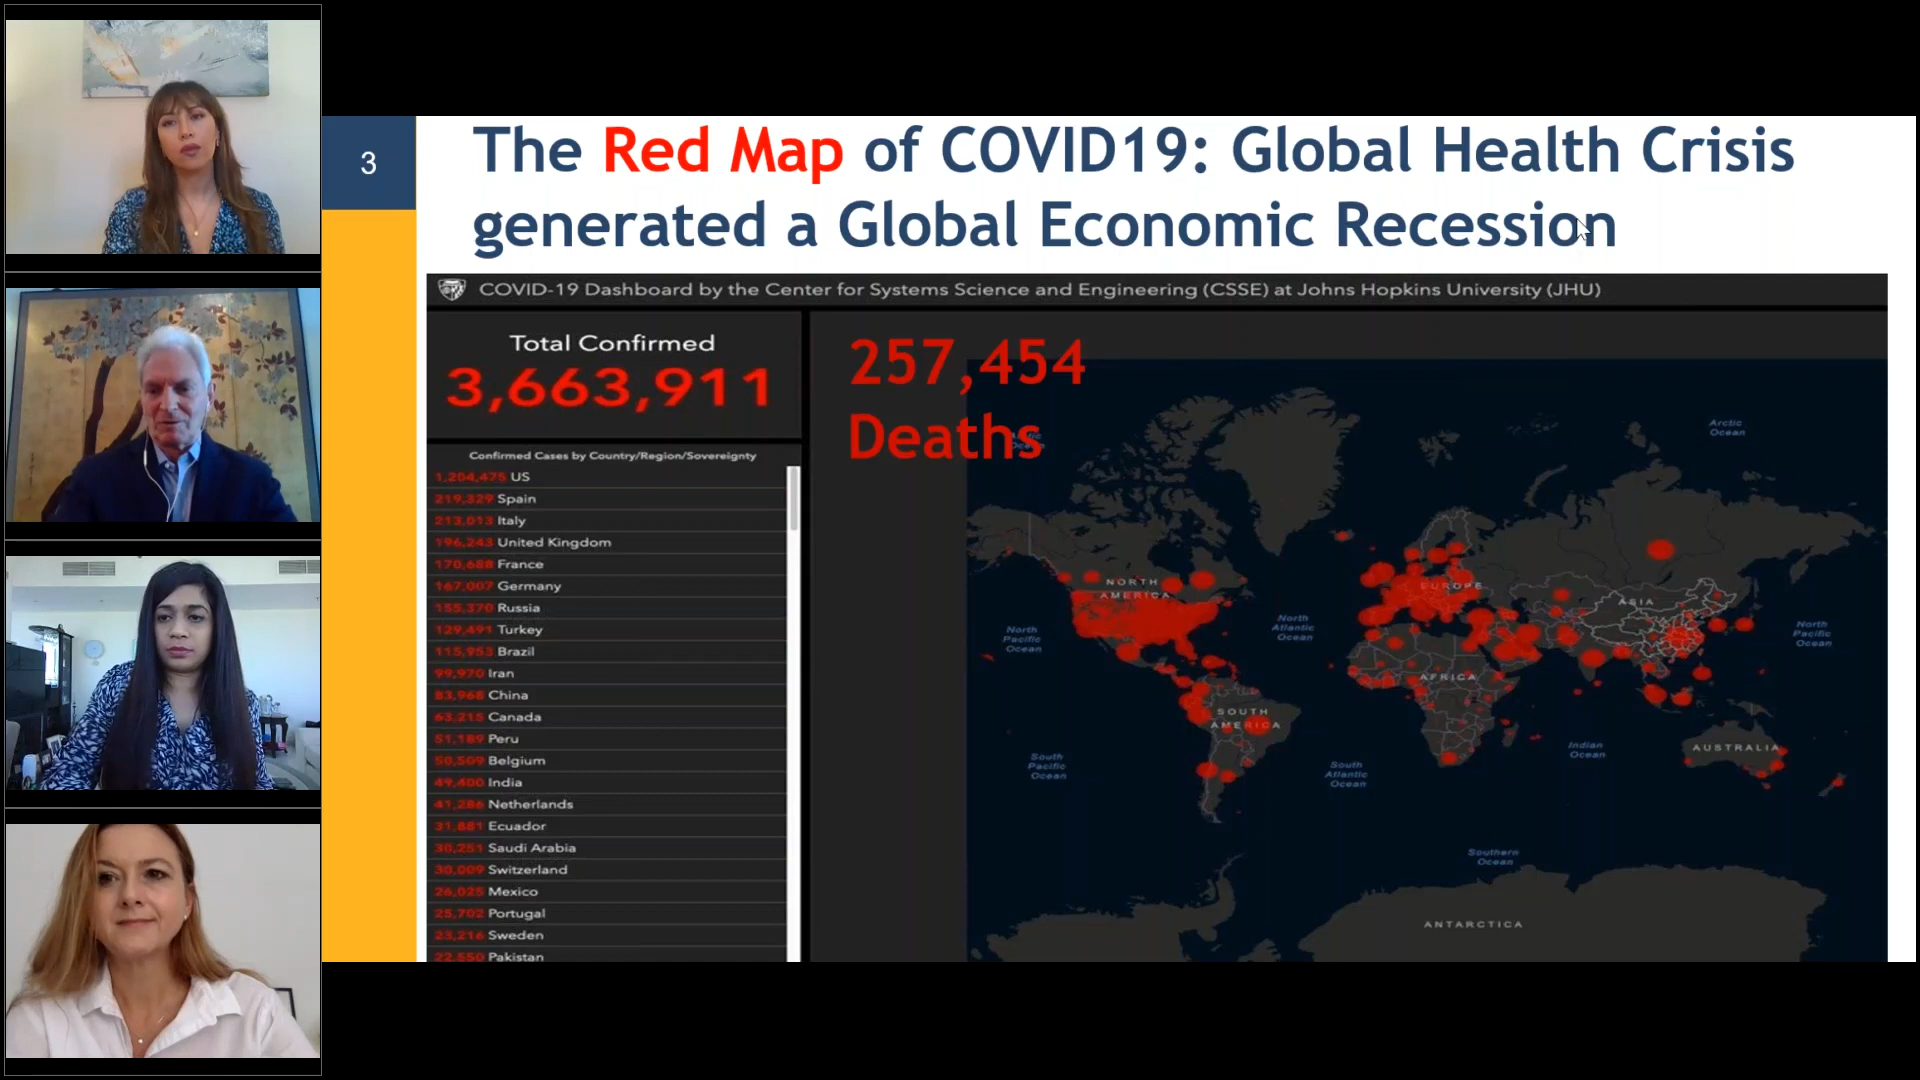 3
The Red Map of COVID19: Global Health Crisis
generated a Global Economic Recession
COVID-19 Dashboard by the Center for Systems Science and Engineering (CSSE) at Johns Hopkins University (JHU)
Total Confirmed
3,663,911
Confirmed Cases by Country/Region/Sovereignty
1,204,475 US
219,329 Spain
213,013 Italy
196,243 United Kingdom
170,688 France
167,007 Germany
155,370 Russia
129,491 Turkey
115,953 Brazil
99,970 Iran
83,968 China
63,215 Canada
51,189 Peru
50,509 Belgium
49,400 India
41,286 Netherlands
31,881 Ecuador
30,251 Saudi Arabia
30,009 Switzerland
26,025 Mexico
25,702 Portugal
23,216 Sweden
22,550 Pakistan
257,454
Deaths
Arctic
Ocean
NORTH
AMERICA
EUROPE
ASIA
North
Pacific
Ocean
North
Atlantic
Ocean
North
Pacific
Ocean
AFRICA
SOUTH
AMERICA
South
Pacific
Ocean
South
Atlantic
Ocean
Indian
Ocean
AUSTRALIA
Southern
Ocean
ANTARCTICA